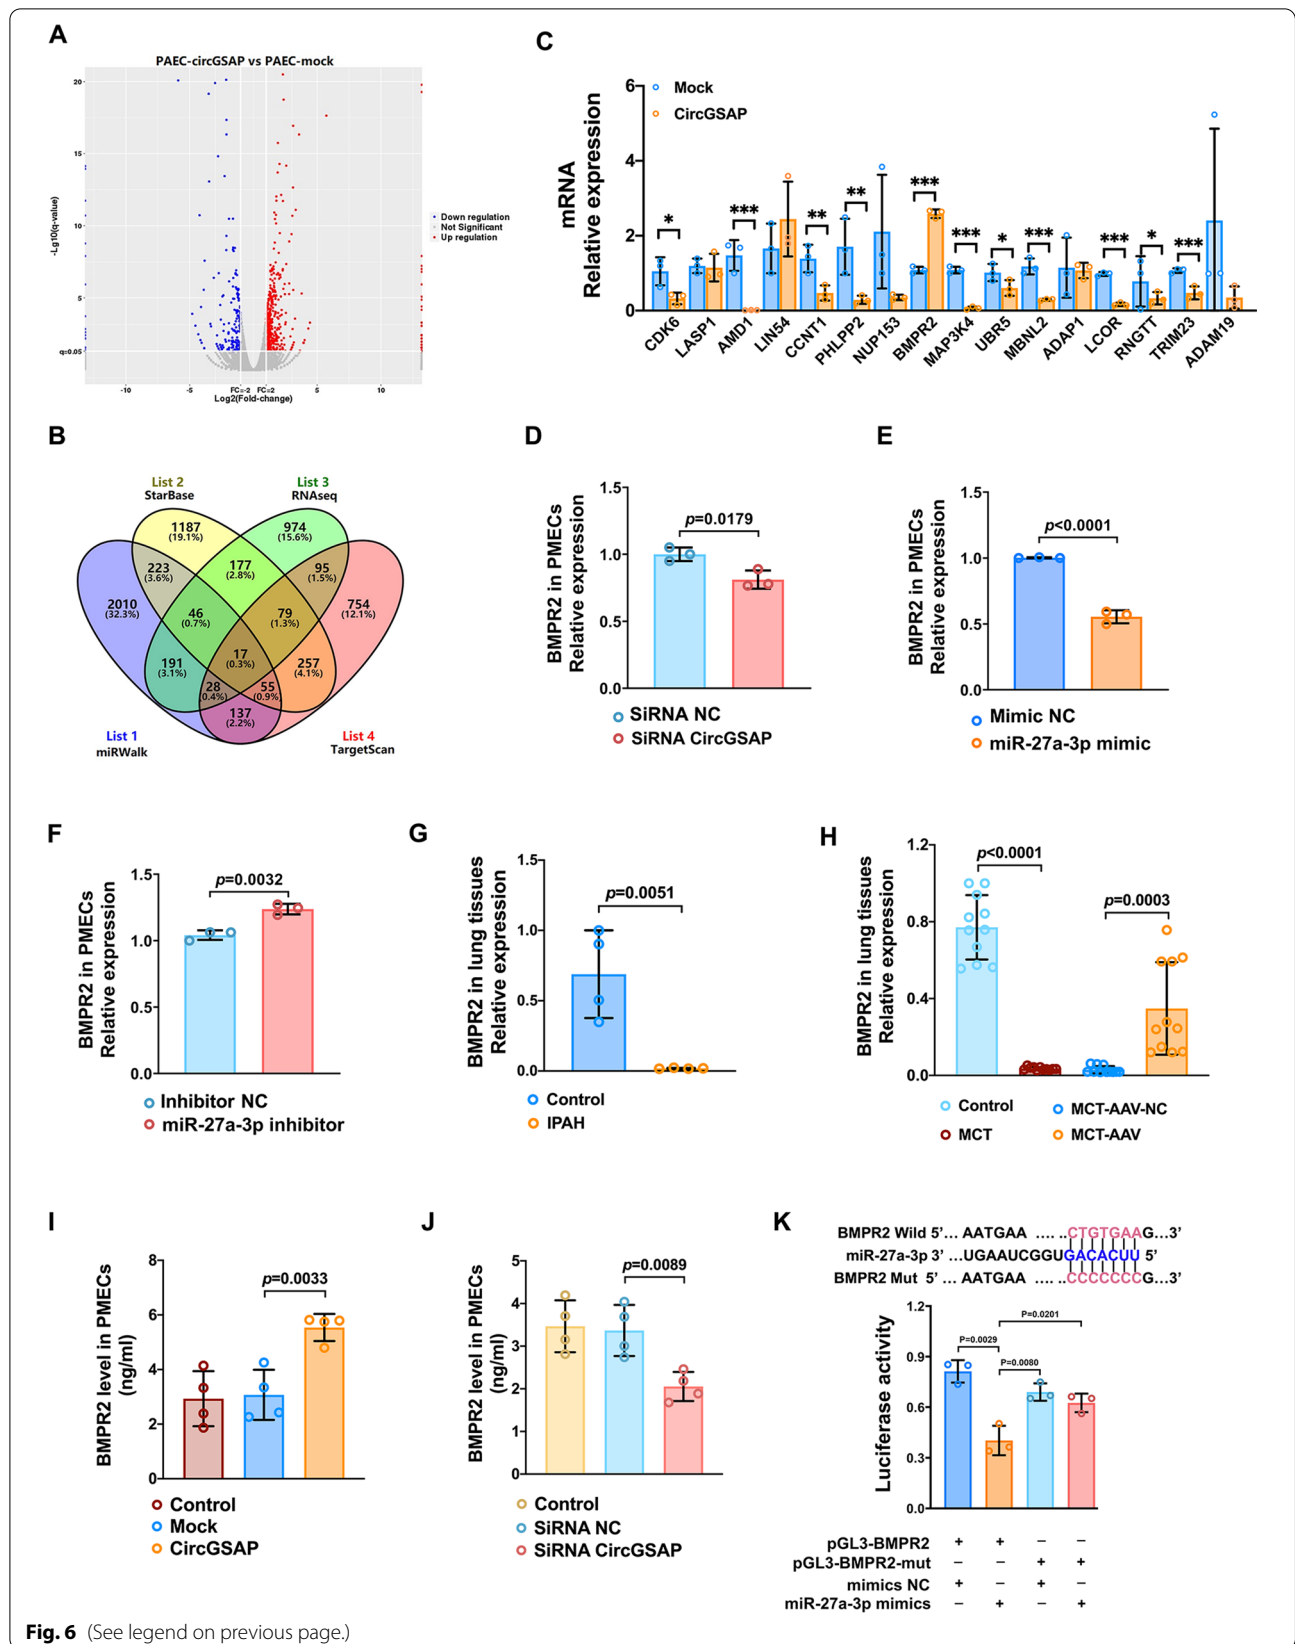 A
PAEC-circGSAP vs PAEC-mock
-Lg10(q-value)
20
15
10
5
q=0.05
-10
-5
FC=-2
FC=2
5
10
Log2(Fold-change)
Down regulation
Not Significant
Up regulation
C
mRNA
Relative expression
6
4
2
0
Mock
CircGSAP
*
***
**
**
***
***
*
***
***
*
***
CDK6
LASP1
AMD1
LIN54
CCNT1
PHLPP2
NUP153
BMPR2
MAP3K4
UBR5
MBNL2
ADAP1
LCOR
RNGTT
TRIM23
ADAM19
B
List 2
StarBase
List 3
RNAseq
1187
(19.1%)
974
(15.6%)
223
(3.6%)
177
(2.8%)
95
(1.5%)
2010
(32.3%)
46
(0.7%)
79
(1.3%)
754
(12.1%)
17
(0.3%)
191
(3.1%)
257
(4.1%)
28
(0.4%)
55
(0.9%)
137
(2.2%)
List 1
miRWalk
List 4
TargetScan
D
BMPR2 in PMECs
Relative expression
1.5
1.0
0.5
0.0
p=0.0179
SiRNA NC
SiRNA CircGSAP
E
BMPR2 in PMECs
Relative expression
1.5
1.0
0.5
0.0
p<0.0001
Mimic NC
miR-27a-3p mimic
F
BMPR2 in PMECs
Relative expression
1.5
1.0
0.5
0.0
p=0.0032
Inhibitor NC
miR-27a-3p inhibitor
G
BMPR2 in lung tissues
Relative expression
1.5
1.0
0.5
0.0
p=0.0051
Control
IPAH
H
BMPR2 in lung tissues
Relative expression
1.2
0.8
0.4
0.0
p<0.0001
p=0.0003
Control
MCT
MCT-AAV-NC
MCT-AAV
I
BMPR2 level in PMECs
(ng/ml)
8
6
4
2
0
p=0.0033
Control
Mock
CircGSAP
J
BMPR2 level in PMECs
(ng/ml)
5
4
3
2
1
0
p=0.0089
Control
SiRNA NC
SiRNA CircGSAP
K
BMPR2 Wild 5’... AATGAA .... ..CTGTGAAG...3’
miR-27a-3p 3’ ...UGAAUCGGUGACACUU 5’
BMPR2 Mut 5’ ... AATGAA .... ..CCCCCCCG...3’
Luciferase activity
1.2
0.9
0.6
0.3
0.0
P=0.0201
P=0.0029
P=0.0080
pGL3-BMPR2 + + – –
pGL3-BMPR2-mut – – + +
mimics NC + – + –
miR-27a-3p mimics – + – +
Fig. 6 (See legend on previous page.)